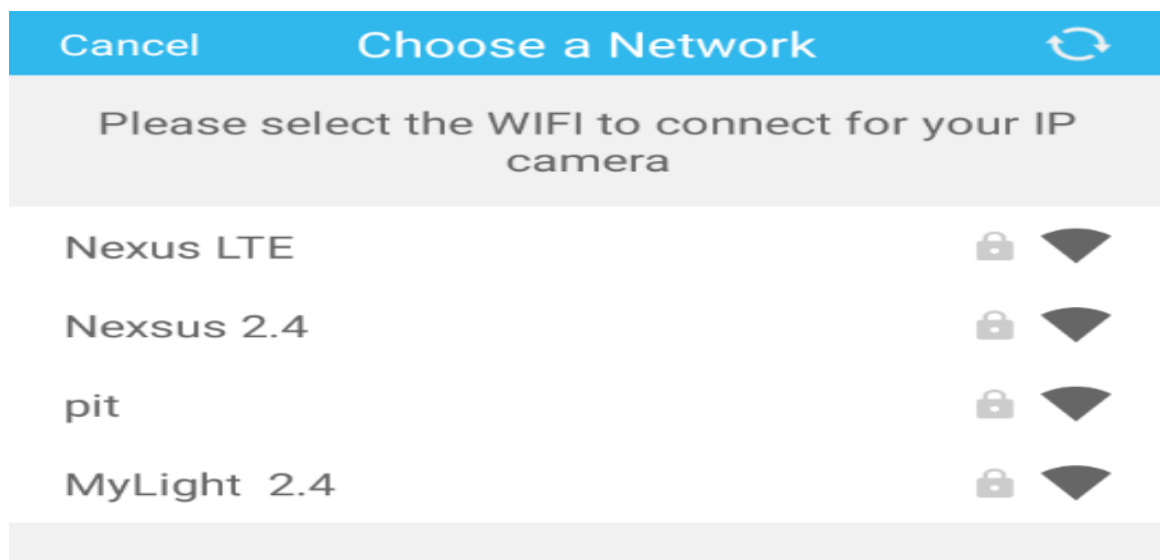 Cancel Choose a Network
Please select the WIFI to connect for your IP
camera
Nexus LTE
Nexsus 2.4
pit
MyLight  2.4